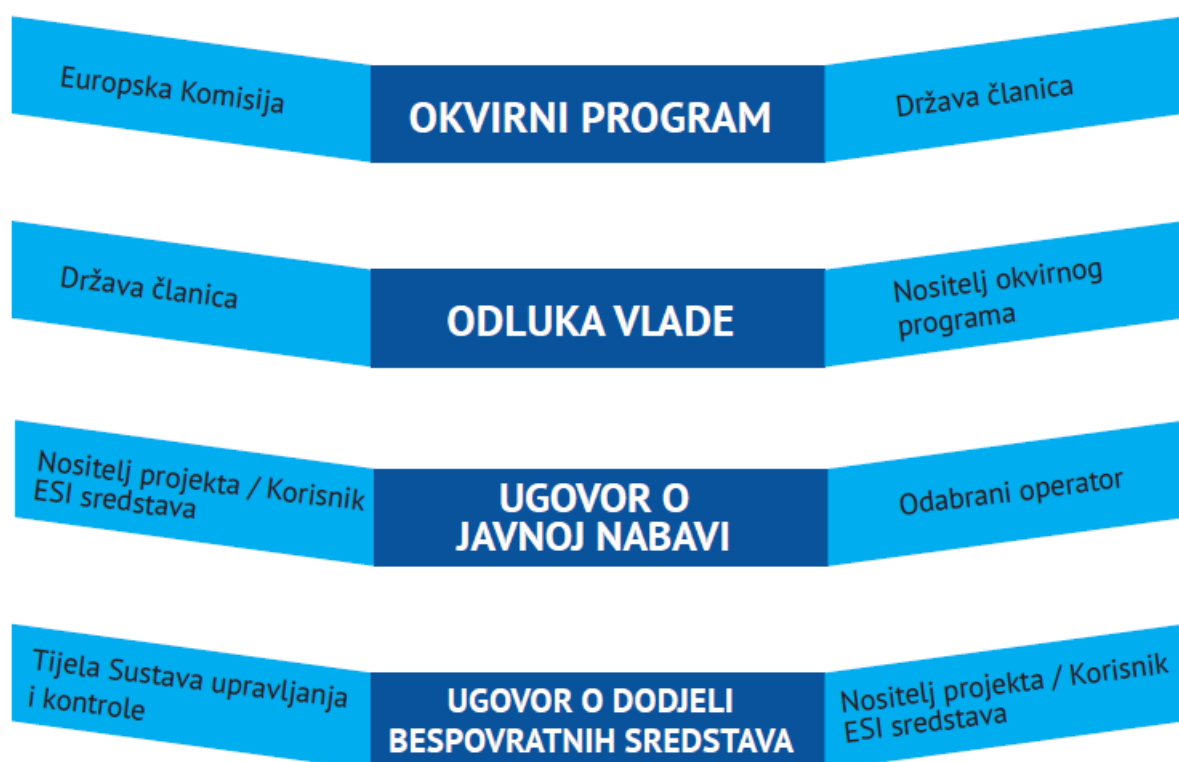 Europska Komisija
OKVIRNI PROGRAM
Država članica
Država članica
ODLUKA VLADE
Nositelj okvirnog
programa
Nositelj projekta / Korisnik
ESI sredstava
UGOVOR O
JAVNOJ NABAVI
Odabrani operator
Tijela Sustava upravljanja
i kontrole
UGOVOR O DODJELI
BESPOVRATNIH SREDSTAVA
Nositelj projekta / Korisnik
ESI sredstava